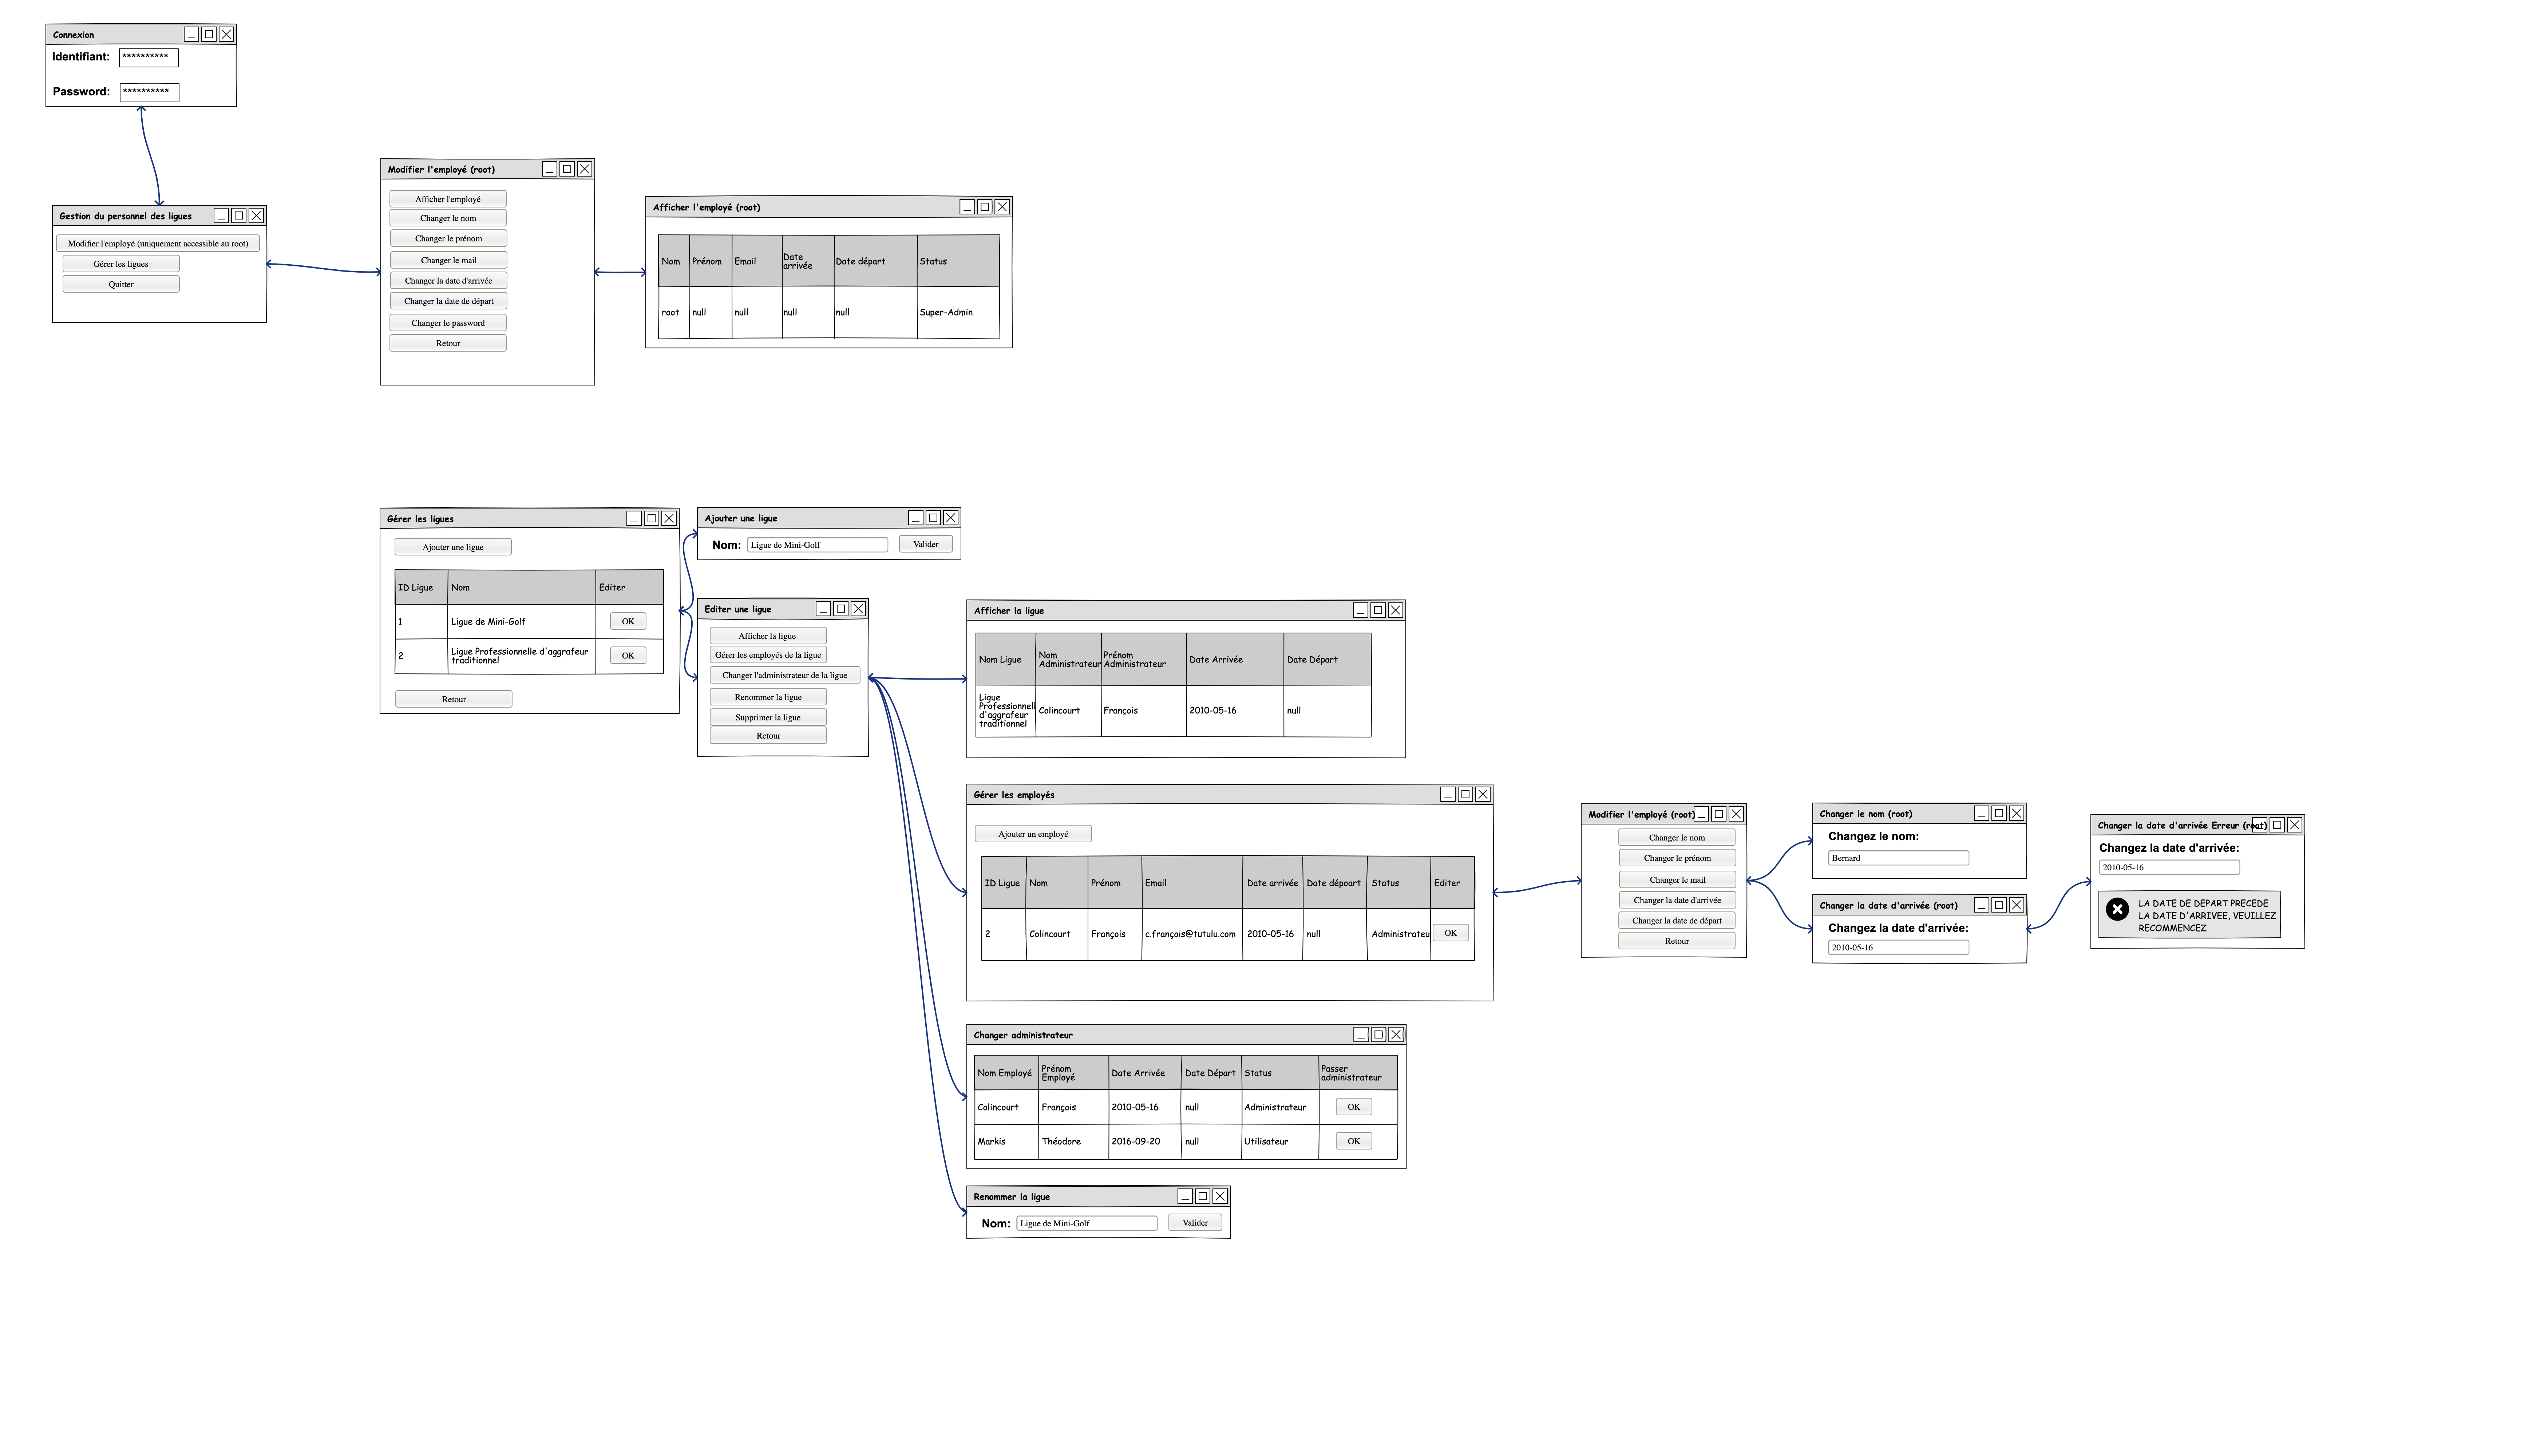 Connexion
Identifiant: **********
Password: **********
Gestion du personnel des ligues
Modifier l'employé (uniquement accessible au root)
Gérer les ligues
Quitter
Modifier l'employé (root)
Afficher l'employé
Changer le nom
Changer le prénom
Changer le mail
Changer la date d'arrivée
Changer la date de départ
Changer le password
Retour
Afficher l'employé (root)
Nom Prénom Email Date arrivée Date départ Status
root null null null null Super-Admin
Gérer les ligues
Ajouter une ligue
ID Ligue Nom Editer
1 Ligue de Mini-Golf OK
2 Ligue Professionnelle d'aggrafeur traditionnel OK
Retour
Ajouter une ligue
Nom: Ligue de Mini-Golf Valider
Editer une ligue
Afficher la ligue
Gérer les employés de la ligue
Changer l'administrateur de la ligue
Renommer la ligue
Supprimer la ligue
Retour
Afficher la ligue
Nom Ligue Nom Administrateur Prénom Administrateur Date Arrivée Date Départ
Ligue Professionnell d'aggrafeur traditionnel Colincourt François 2010-05-16 null
Gérer les employés
Ajouter un employé
ID Ligue Nom Prénom Email Date arrivée Date dépoart Status Editer
2 Colincourt François c.françois@tutulu.com 2010-05-16 null Administrateu OK
Modifier l'employé (root)
Changer le nom
Changer le prénom
Changer le mail
Changer la date d'arrivée
Changer la date de départ
Retour
Changer le nom (root)
Changez le nom:
Bernard
Changer la date d'arrivée (root)
Changez la date d'arrivée:
2010-05-16
Changer la date d'arrivée Erreur (root)
Changez la date d'arrivée:
2010-05-16
LA DATE DE DEPART PRECEDE
LA DATE D'ARRIVEE, VEUILLEZ
RECOMMENCEZ
Changer administrateur
Nom Employé Prénom Employé Date Arrivée Date Départ Status Passer administrateur
Colincourt François 2010-05-16 null Administrateur OK
Markis Théodore 2016-09-20 null Utilisateur OK
Renommer la ligue
Nom: Ligue de Mini-Golf Valider